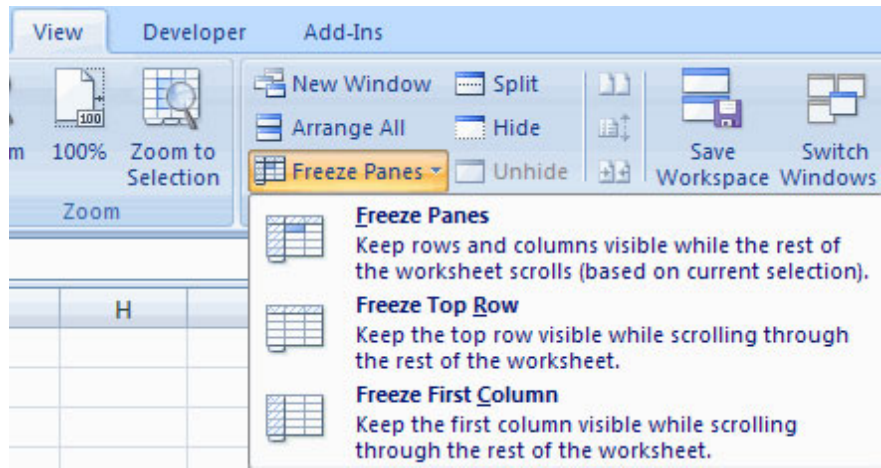 View Developer Add-Ins
New Window Split
Arrange All Hide
Freeze Panes Unhide
100
m 100% Zoom to
Selection
Save
Workspace
Switch
Windows
Zoom
Freeze Panes
Keep rows and columns visible while the rest of
the worksheet scrolls (based on current selection).
Freeze Top Row
Keep the top row visible while scrolling through
the rest of the worksheet.
Freeze First Column
Keep the first column visible while scrolling
through the rest of the worksheet.
H